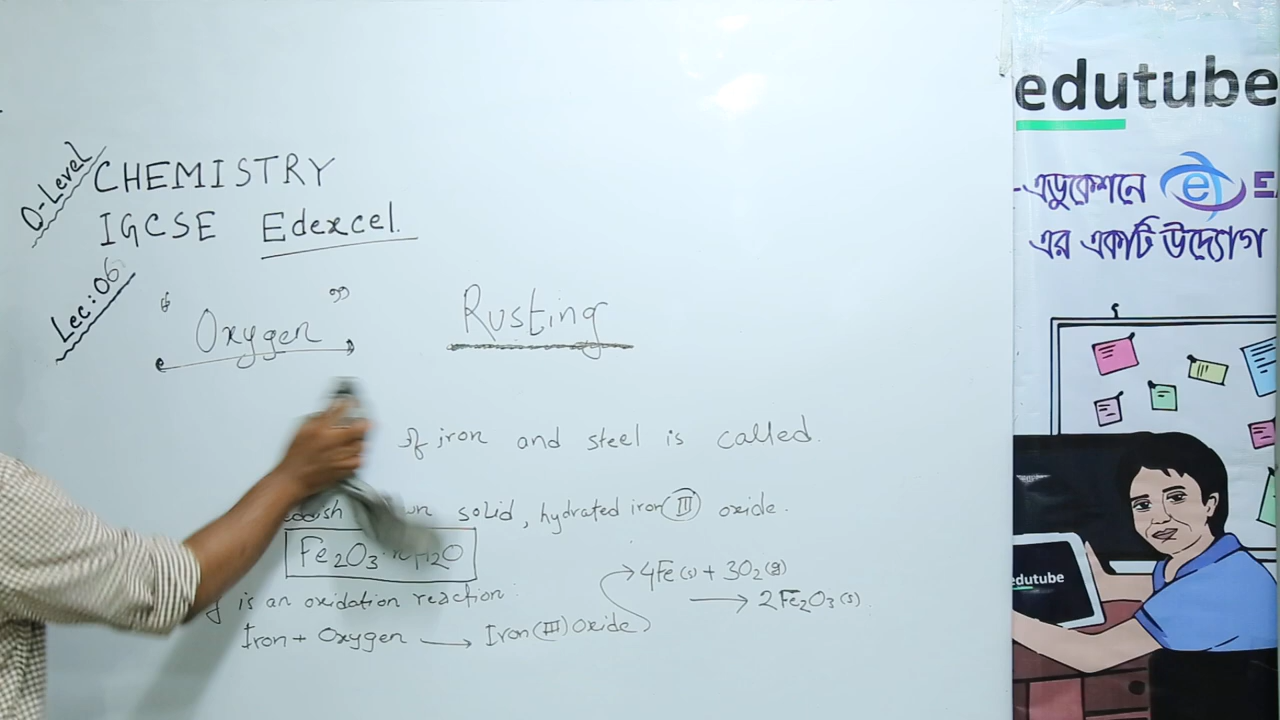 O-Level
CHEMISTRY
IGCSE Edexcel.
Lec: 06
"Oxygen"
Rusting
of iron and steel is called.
solid, hydrated iron (III) oxide.
Fe₂O₃.nH₂O
is an oxidation reaction.
Iron + Oxygen → Iron (III) Oxide
→ 4Fe(s) + 3O₂(g)
→ 2Fe₂O₃(s).
edutube
-এডুকেশনে
এর একটি উদ্যোগ
edutube